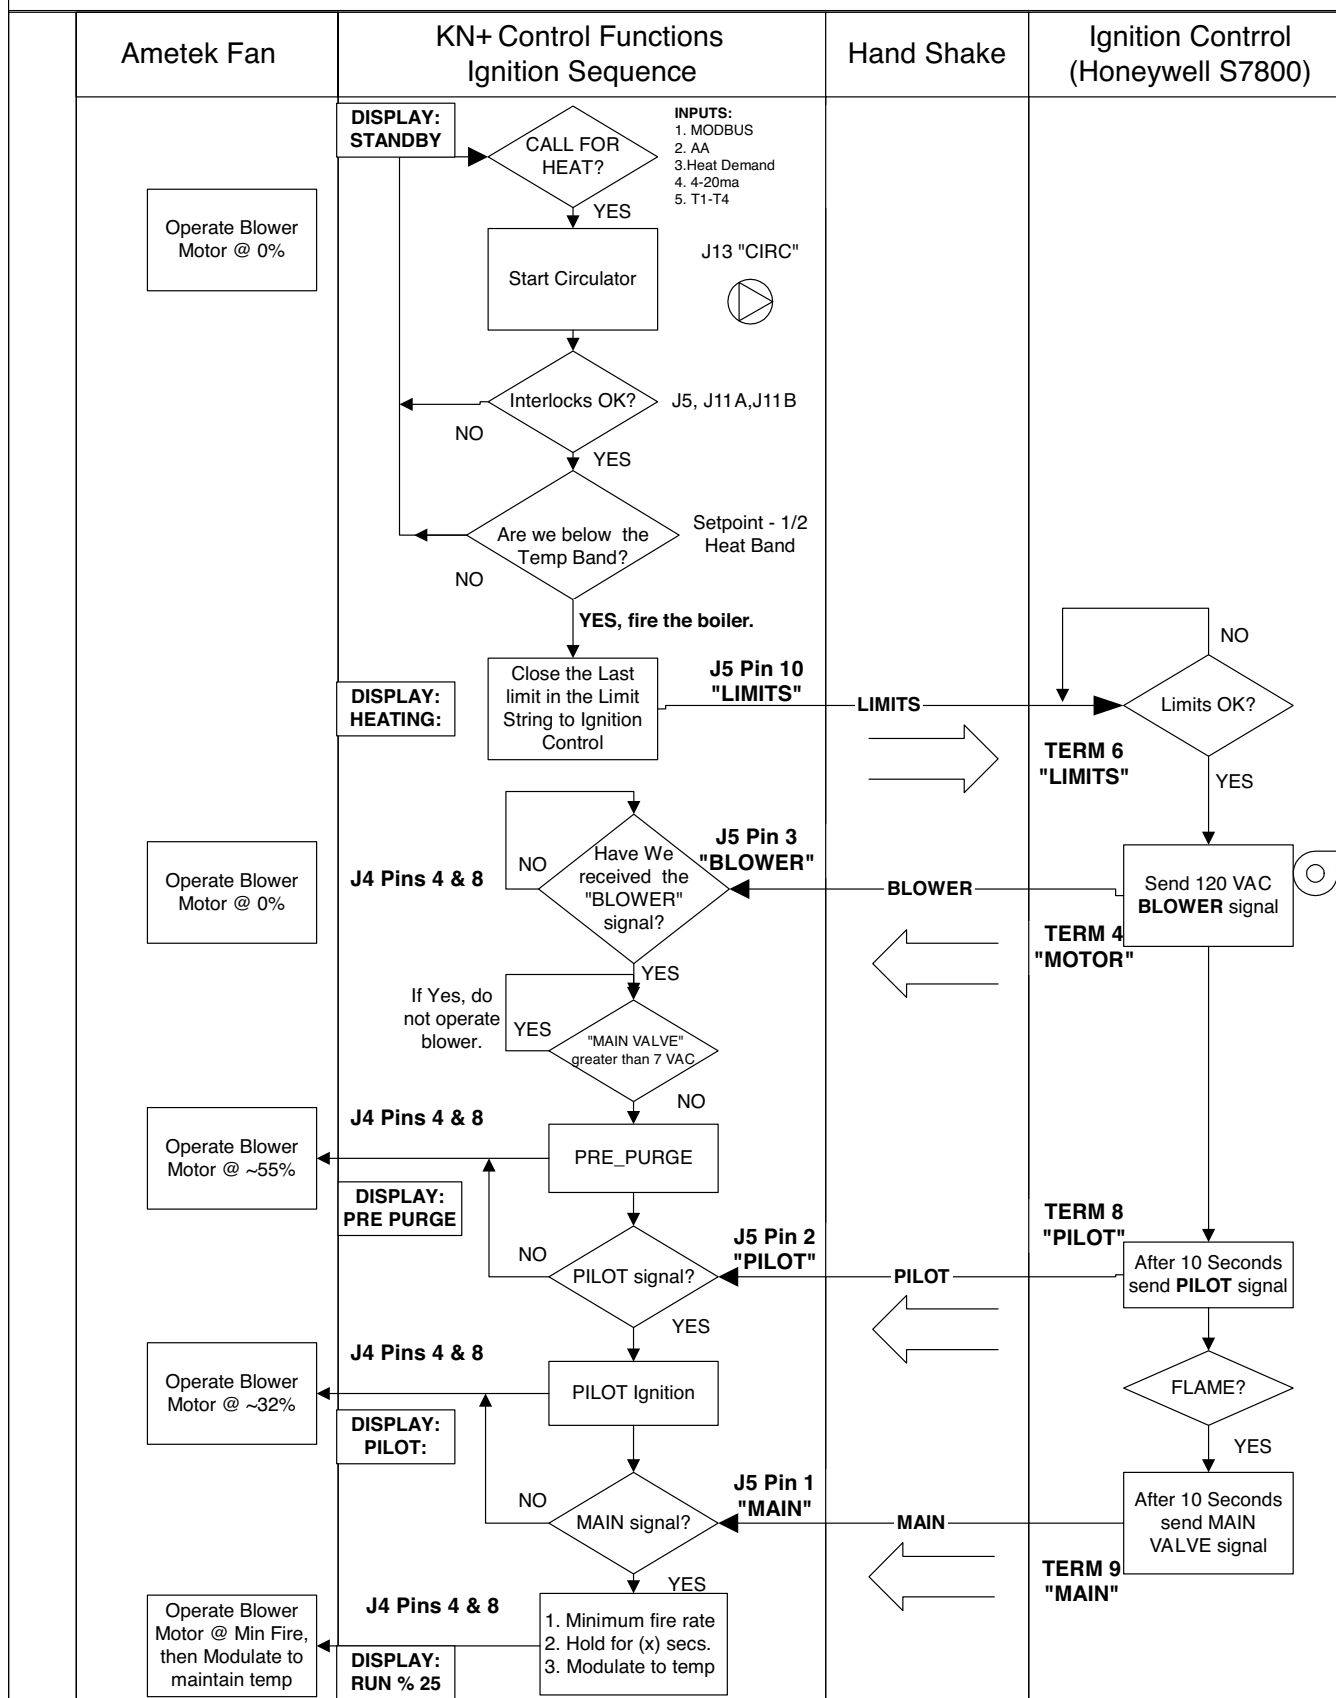 Ametek Fan
KN+ Control Functions
Ignition Sequence
Hand Shake
Ignition Contrrol
(Honeywell S7800)
DISPLAY:
STANDBY
CALL FOR
HEAT?
INPUTS:
1. MODBUS
2. AA
3.Heat Demand
4. 4-20ma
5. T1-T4
YES
Operate Blower
Motor @ 0%
Start Circulator
J13 "CIRC"
Interlocks OK?
J5, J11A,J11B
NO
YES
Are we below the
Temp Band?
Setpoint - 1/2
Heat Band
NO
YES, fire the boiler.
NO
DISPLAY:
HEATING:
Close the Last
limit in the Limit
String to Ignition
Control
J5 Pin 10
"LIMITS"
LIMITS
Limits OK?
TERM 6
"LIMITS"
YES
Operate Blower
Motor @ 0%
J4 Pins 4 & 8
NO
Have We
received the
"BLOWER"
signal?
J5 Pin 3
"BLOWER"
BLOWER
Send 120 VAC
BLOWER signal
TERM 4
"MOTOR"
YES
If Yes, do
not operate
blower.
YES
"MAIN VALVE"
greater than 7 VAC
NO
J4 Pins 4 & 8
Operate Blower
Motor @ ~55%
PRE_PURGE
DISPLAY:
PRE PURGE
NO
PILOT signal?
J5 Pin 2
"PILOT"
PILOT
TERM 8
"PILOT"
After 10 Seconds
send PILOT signal
YES
J4 Pins 4 & 8
Operate Blower
Motor @ ~32%
PILOT Ignition
FLAME?
DISPLAY:
PILOT:
YES
NO
MAIN signal?
J5 Pin 1
"MAIN"
MAIN
After 10 Seconds
send MAIN
VALVE signal
TERM 9
"MAIN"
YES
J4 Pins 4 & 8
Operate Blower
Motor @ Min Fire,
then Modulate to
maintain temp
1. Minimum fire rate
2. Hold for (x) secs.
3. Modulate to temp
DISPLAY:
RUN % 25